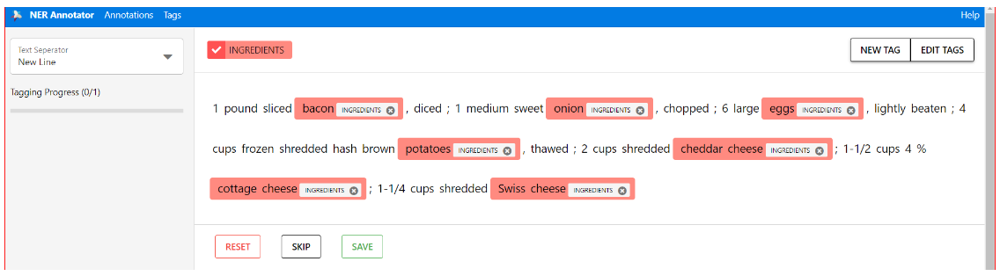 NER Annotator Annotations Tags Help
Text Seperator
New Line
Tagging Progress (0/1)
INGREDIENTS
NEW TAG EDIT TAGS
1 pound sliced bacon INGREDIENTS , diced ; 1 medium sweet onion INGREDIENTS , chopped ; 6 large eggs INGREDIENTS , lightly beaten ; 4
cups frozen shredded hash brown potatoes INGREDIENTS , thawed ; 2 cups shredded cheddar cheese INGREDIENTS ; 1-1/2 cups 4 %
cottage cheese INGREDIENTS ; 1-1/4 cups shredded Swiss cheese INGREDIENTS
RESET SKIP SAVE